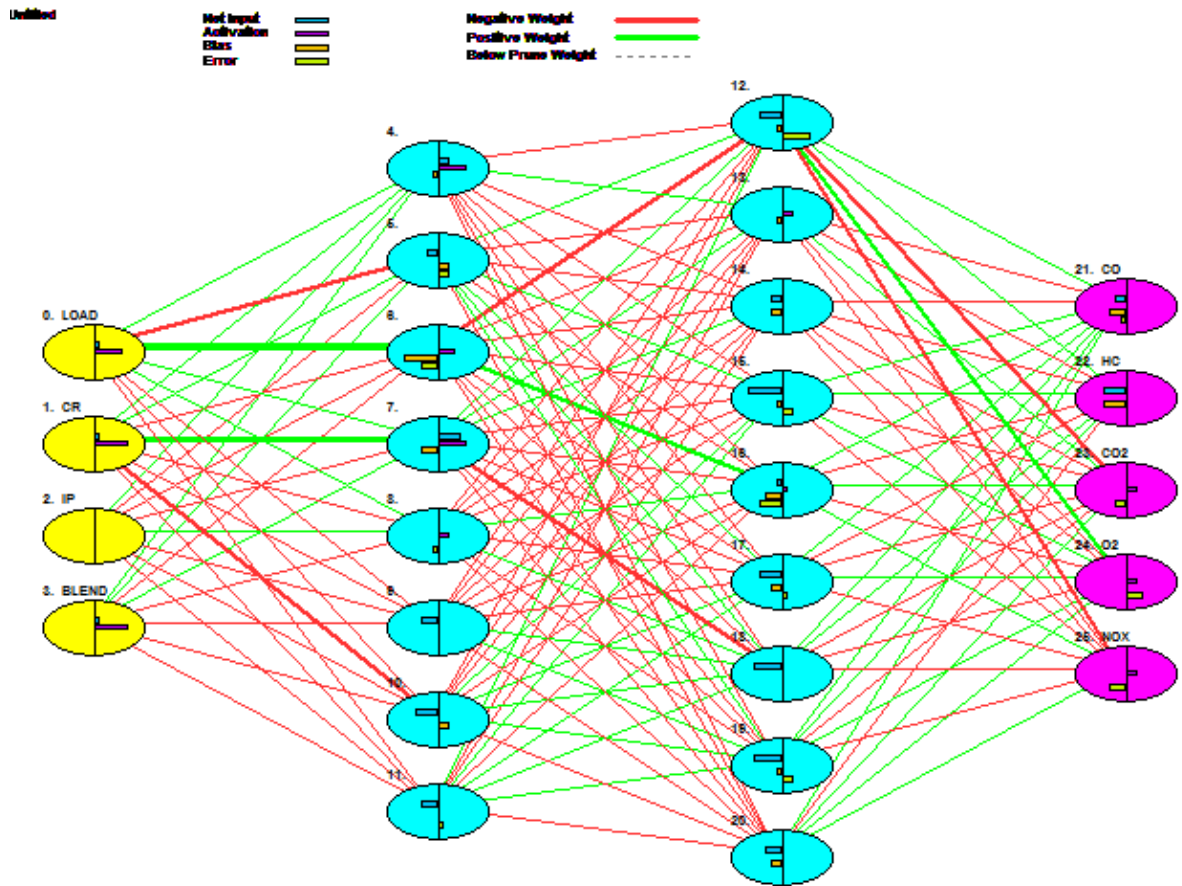 Untitled
Net Input
Activation
Bias
Error
Negative Weight
Positive Weight
Below Prune Weight
12.
4.
13.
5.
14.
21. CO
0. LOAD
6.
15.
22. HC
1. CR
7.
16.
23. CO2
2. IP
8.
17.
24. O2
3. BLEND
9.
18.
25. NOX
10.
19.
11.
20.